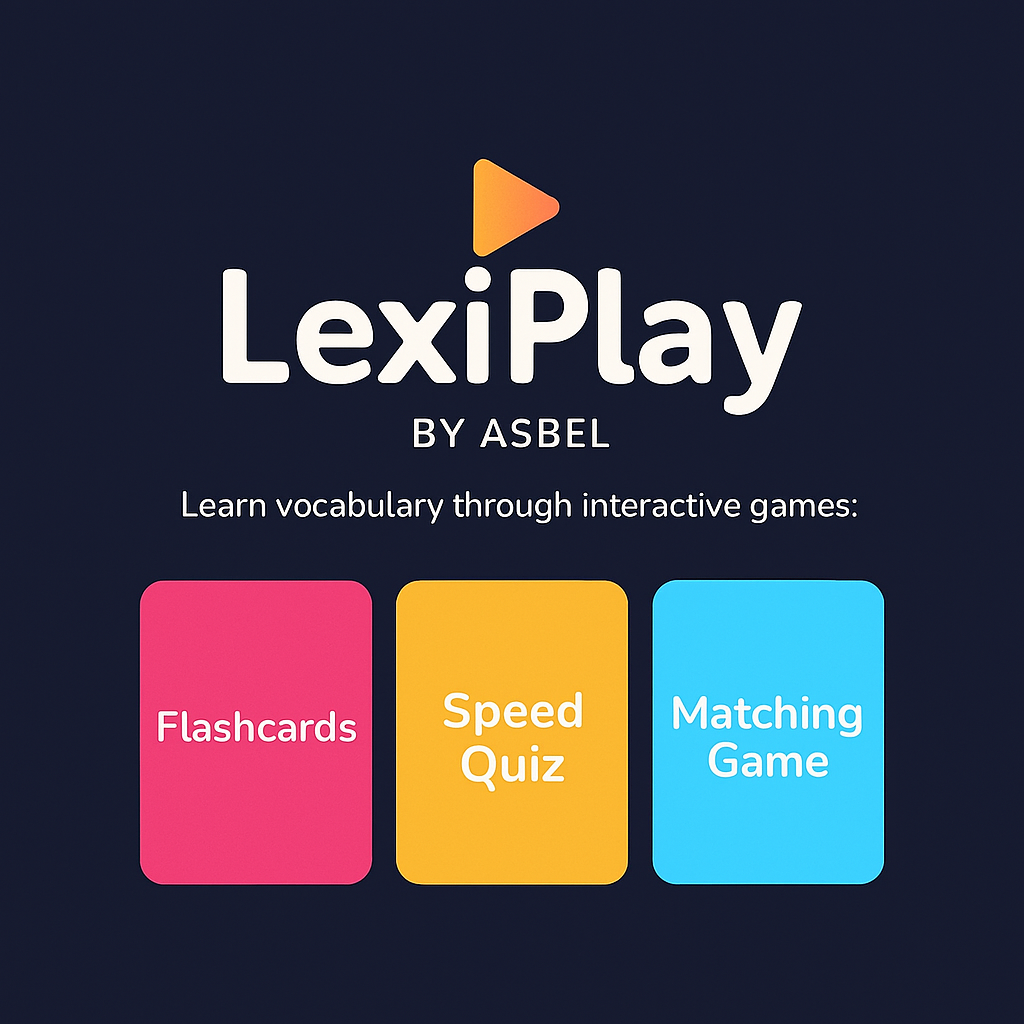 LexiPlay
BY ASBEL
Learn vocabulary through interactive games:
Flashcards
Speed
Quiz
Matching
Game